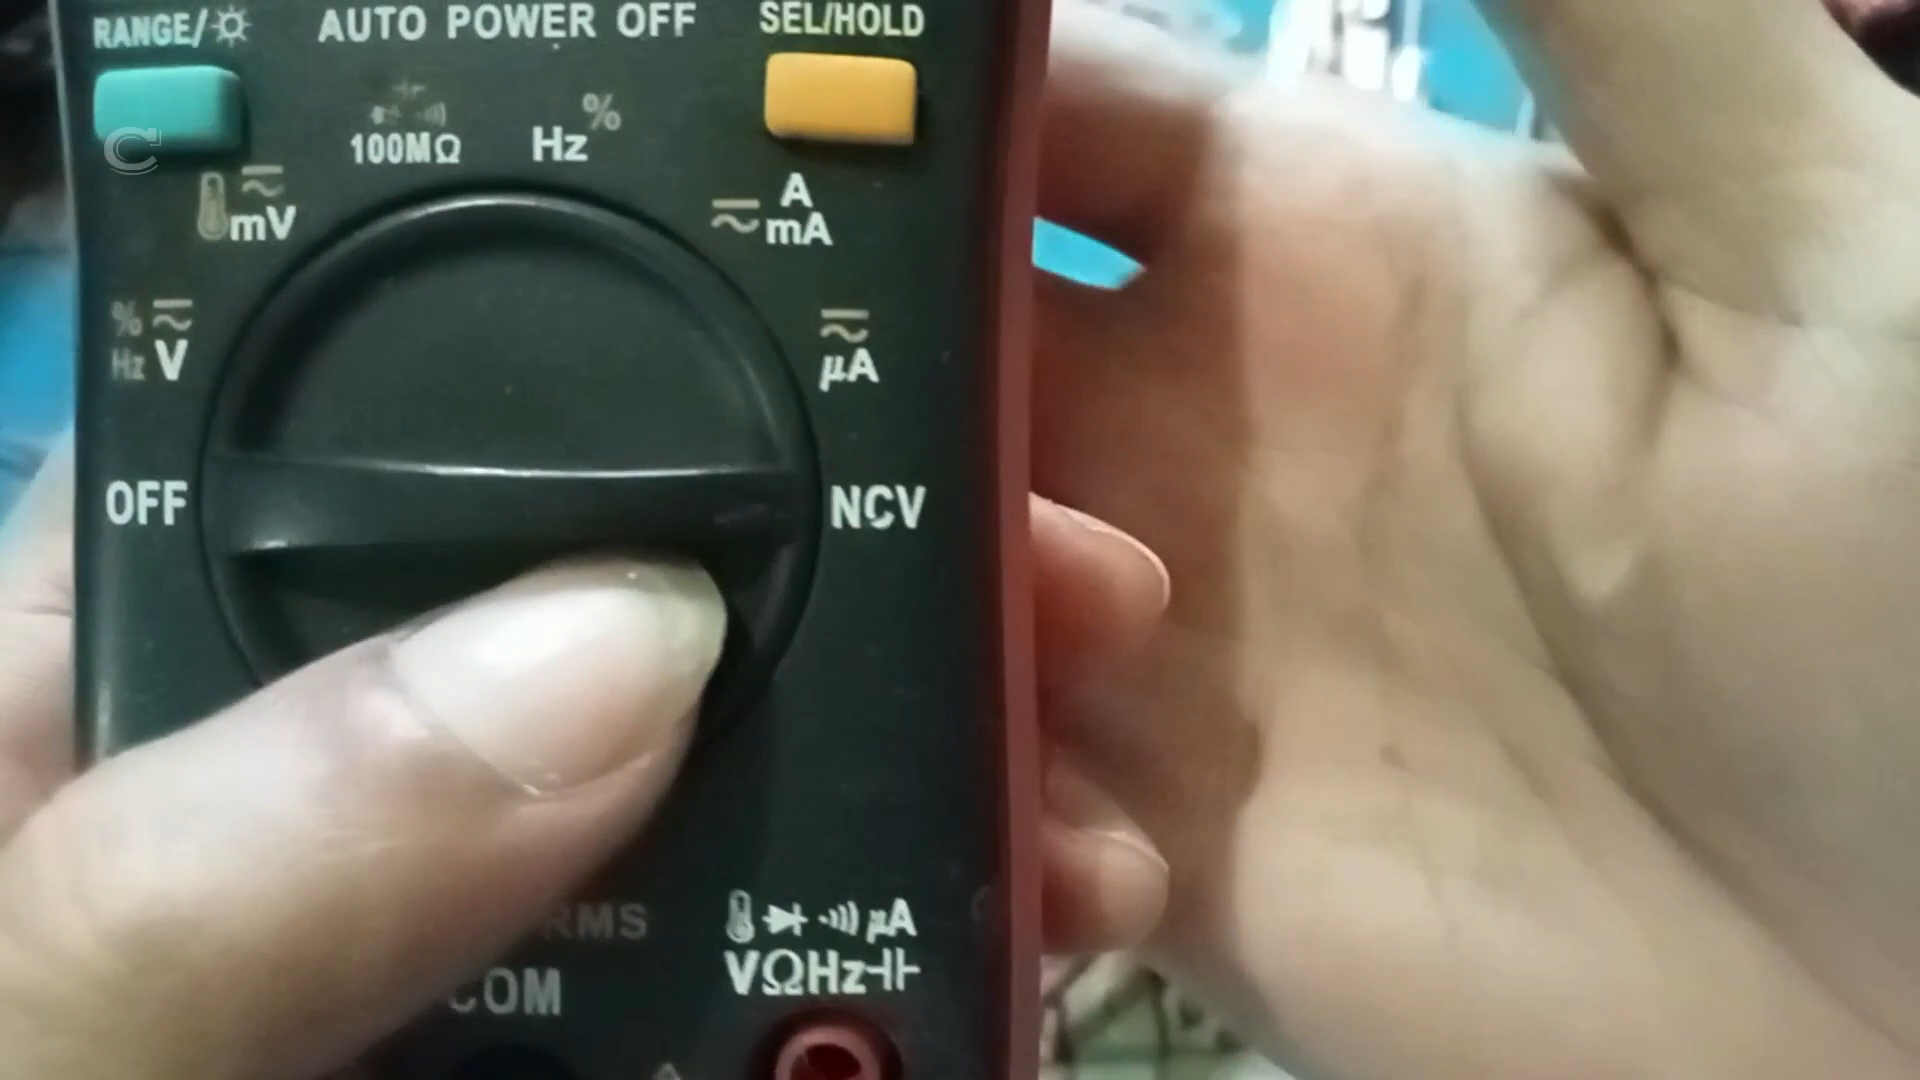 RANGE/ AUTO POWER OFF SEL/HOLD
100MΩ Hz %
mV
A
mA
% Hz V
μA
OFF NCV
RMS
μA
COM VΩHz
C